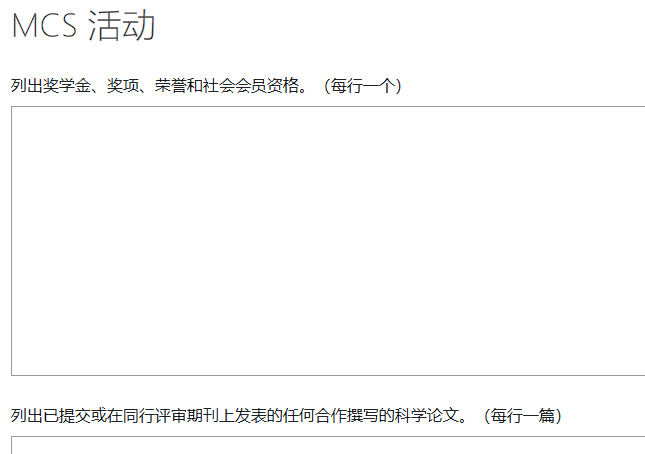 MCS 活动
列出奖学金、奖项、荣誉和社会会员资格。（每行一个）
列出已提交或在同行评审期刊上发表的任何合作撰写的科学论文。（每行一篇）